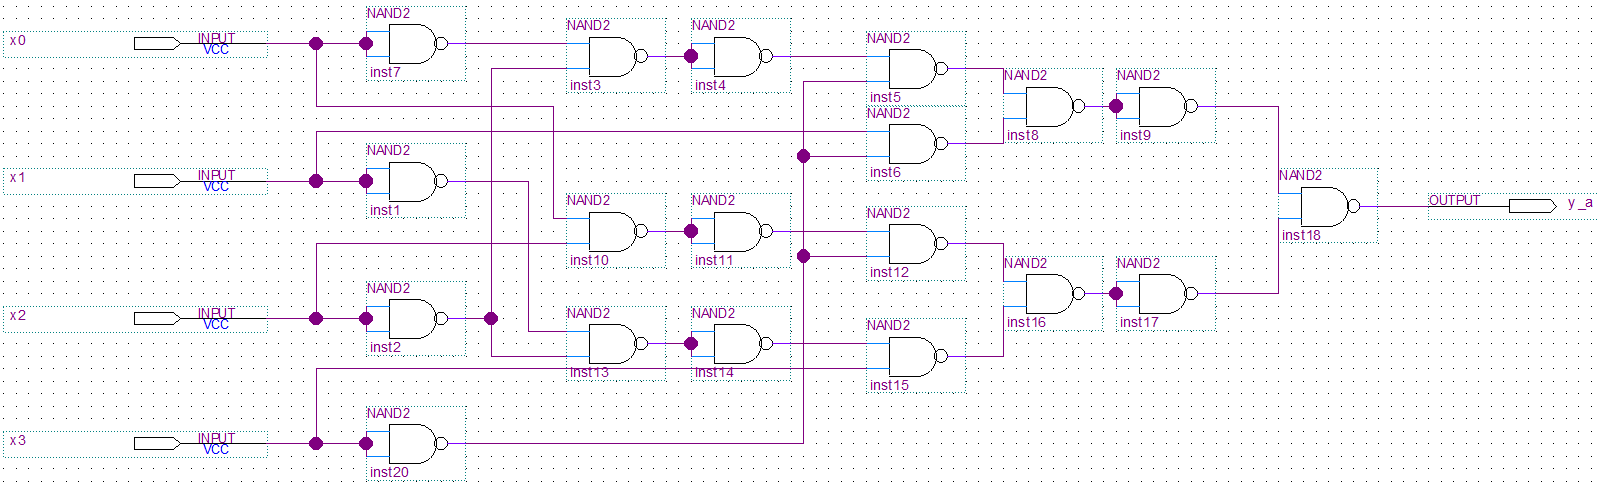 NAND2
x0
INPUT
VCC
inst7
NAND2
inst3
NAND2
inst4
NAND2
inst5
NAND2
inst8
NAND2
inst9
NAND2
inst6
x1
INPUT
VCC
NAND2
inst1
NAND2
inst10
NAND2
inst11
NAND2
inst12
NAND2
inst18
OUTPUT
y_a
x2
INPUT
VCC
NAND2
inst2
NAND2
inst13
NAND2
inst14
NAND2
inst15
NAND2
inst16
NAND2
inst17
x3
INPUT
VCC
NAND2
inst20